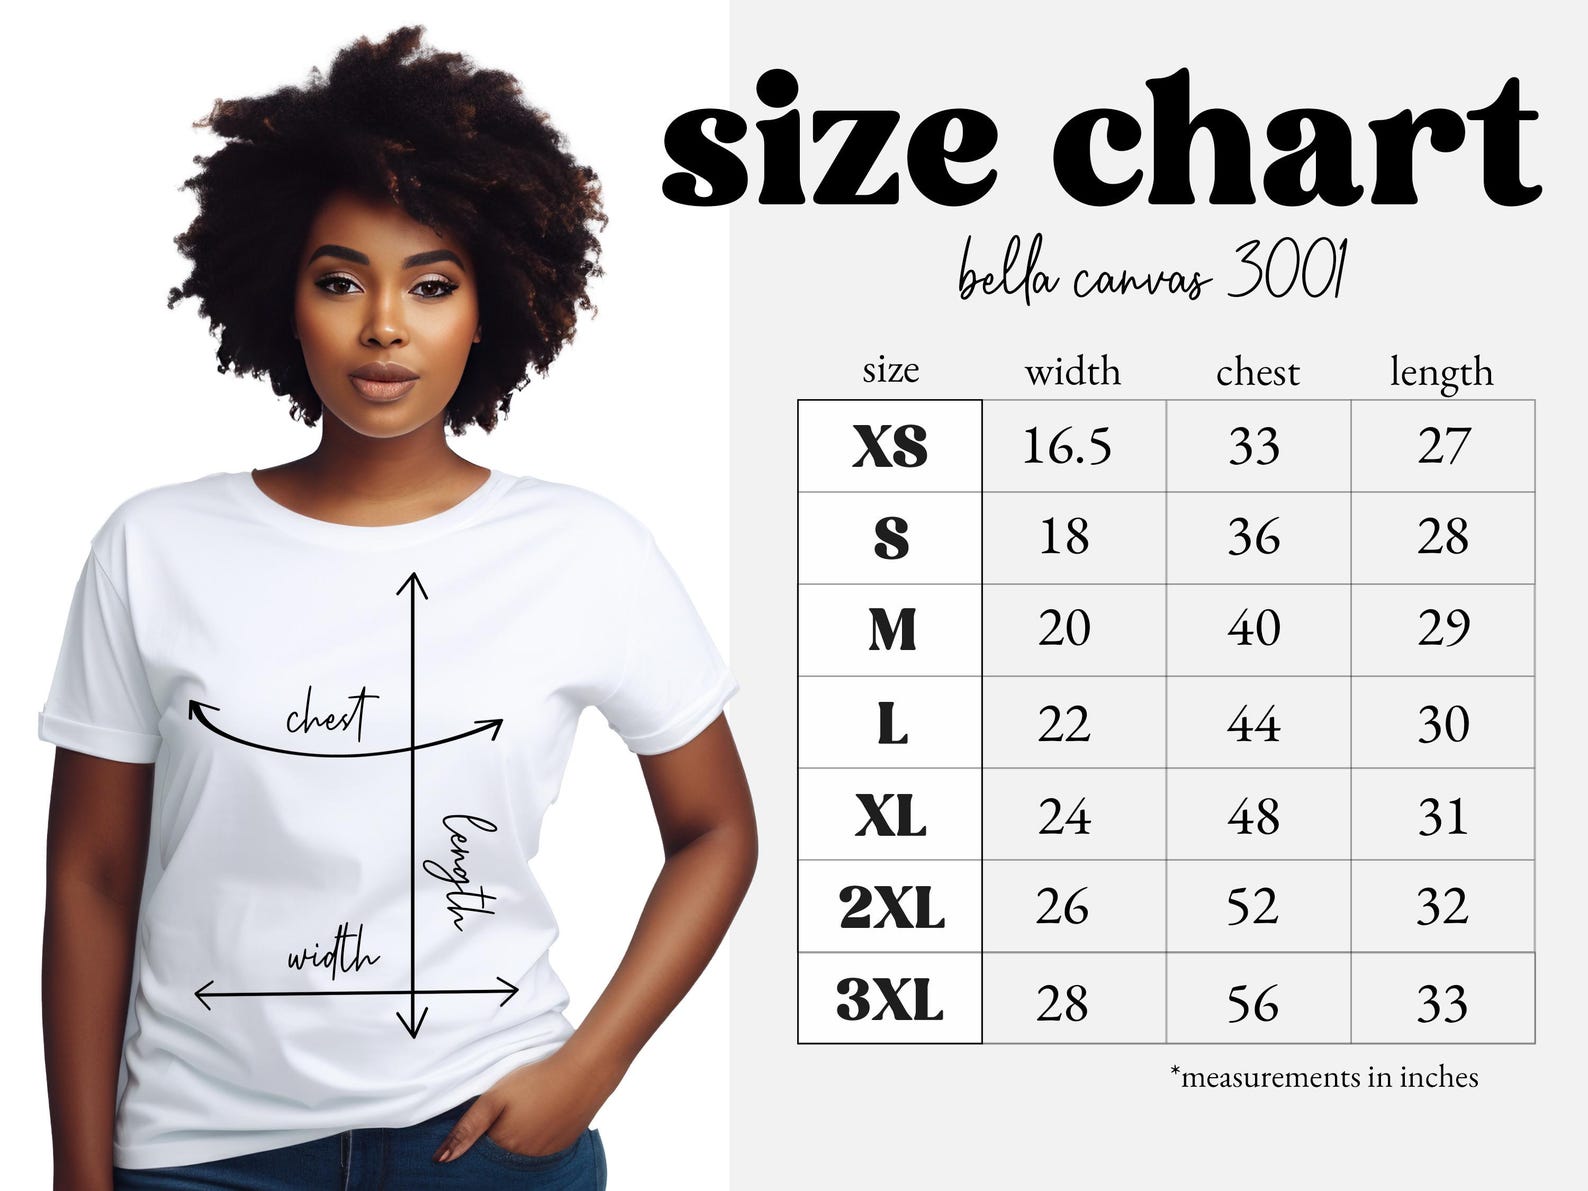 size chart
bella canvas 3001
size width chest length
XS 16.5 33 27
S 18 36 28
M 20 40 29
L 22 44 30
XL 24 48 31
2XL 26 52 32
3XL 28 56 33
*measurements in inches
chest
length
width